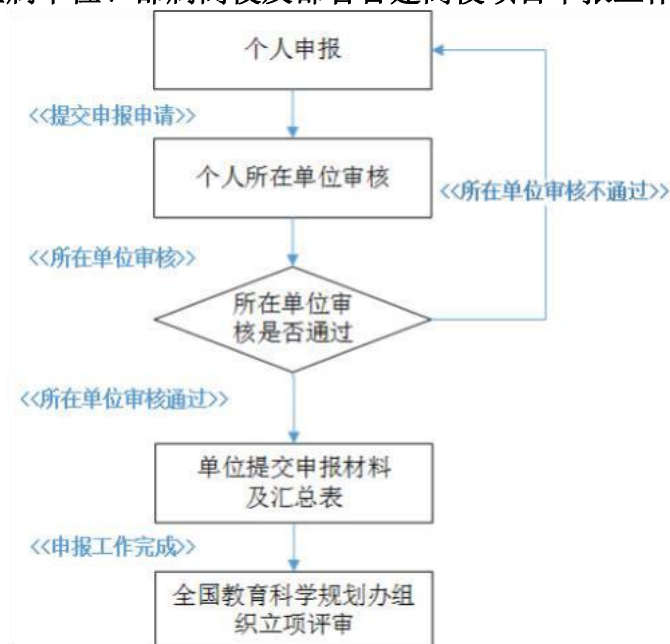 个人申报
<<提交申报申请>>
个人所在单位审核
<<所在单位审核不通过>>
<<所在单位审核>>
所在单位审
核是否通过
<<所在单位审核通过>>
单位提交申报材料
及汇总表
<<申报工作完成>>
全国教育科学规划办组
织立项评审